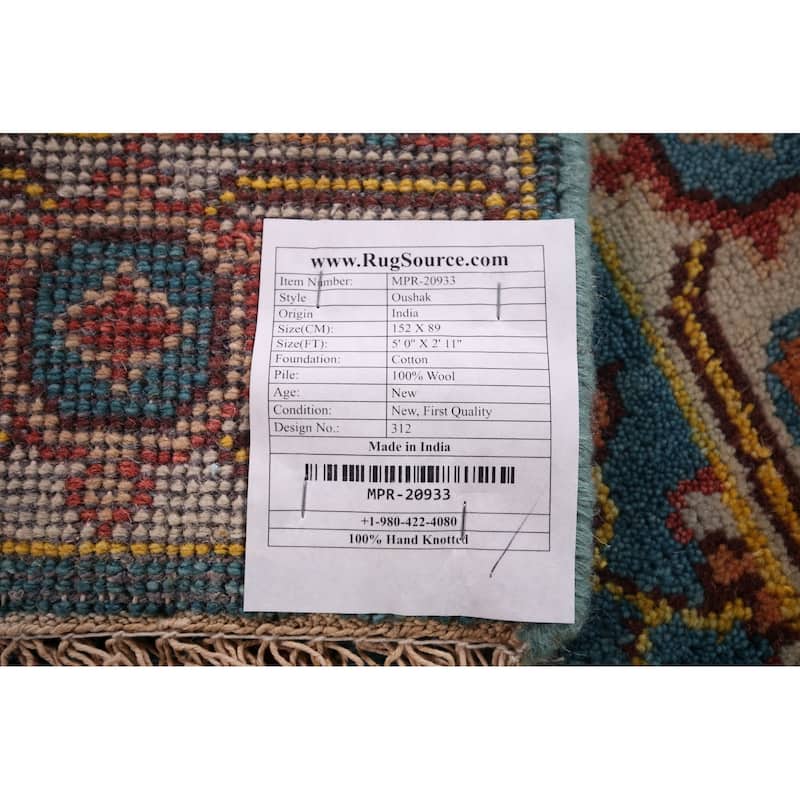 www.RugSource.com
Item Number: MPR-20933
Style Oushak
Origin India
Size(CM): 152 X 89
Size(FT): 5' 0" X 2' 11"
Foundation: Cotton
Pile: 100% Wool
Age: New
Condition: New, First Quality
Design No.: 312
Made in India
MPR-20933
+1-980-422-4080
100% Hand Knotted